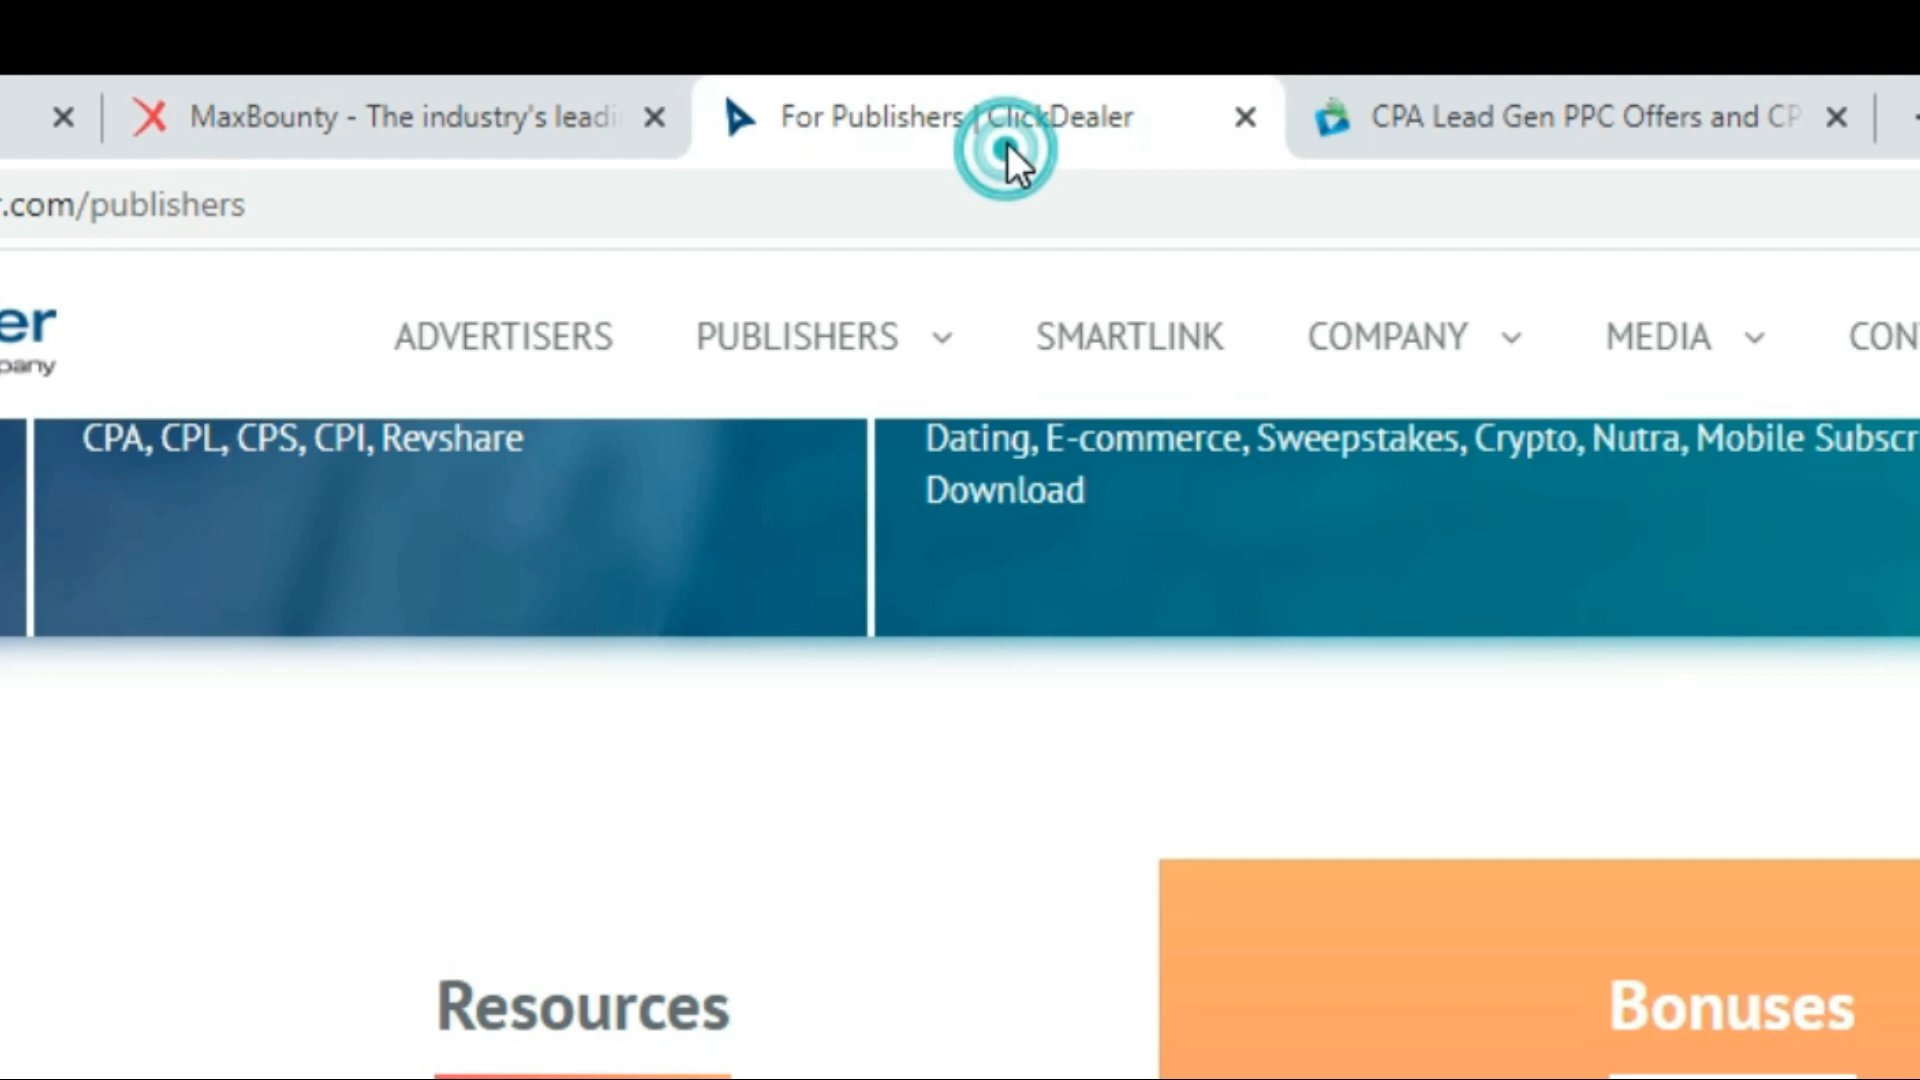 MaxBounty - The industry's leadi
For Publishers | ClickDealer
CPA Lead Gen PPC Offers and CP
.com/publishers
er
pany
ADVERTISERS
PUBLISHERS
SMARTLINK
COMPANY
MEDIA
CON
CPA, CPL, CPS, CPI, Revshare
Dating, E-commerce, Sweepstakes, Crypto, Nutra, Mobile Subscr
Download
Resources
Bonuses